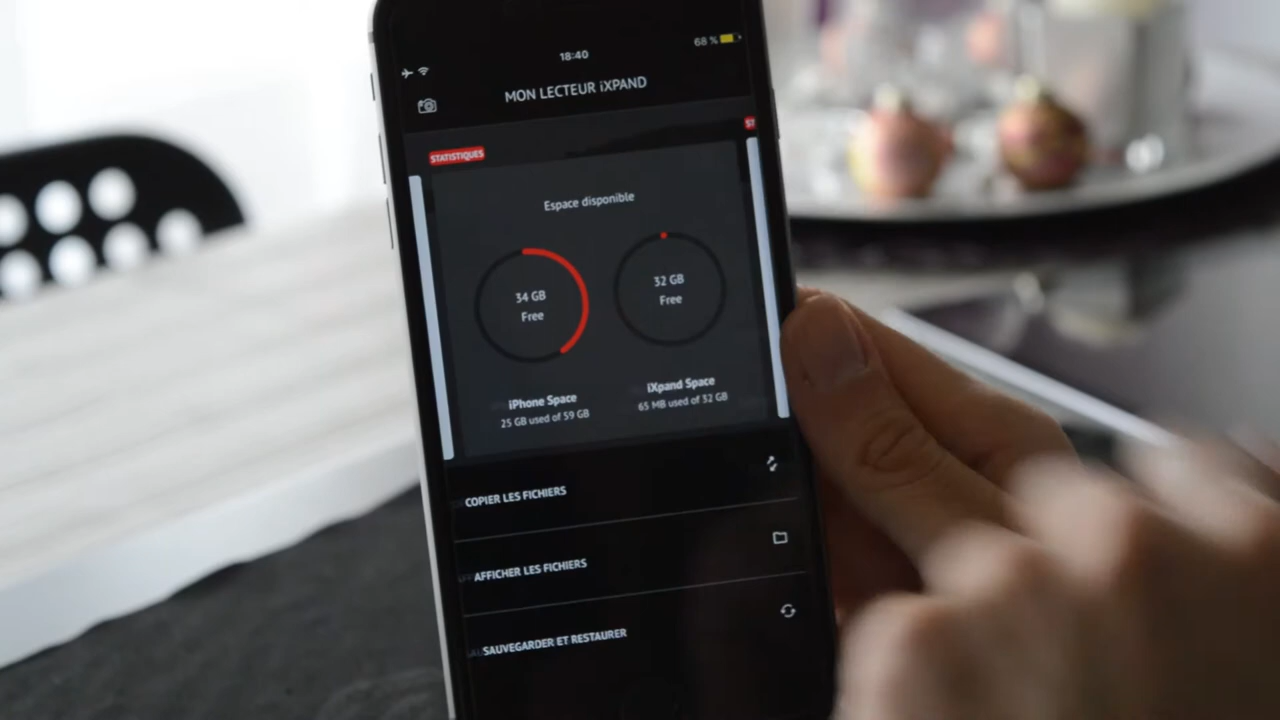 18:40
68 %
MON LECTEUR iXPAND
STATISTIQUES
ST
Espace disponible
34 GB
Free
32 GB
Free
iPhone Space
25 GB used of 59 GB
iXpand Space
65 MB used of 32 GB
COPIER LES FICHIERS
AFFICHER LES FICHIERS
SAUVEGARDER ET RESTAURER